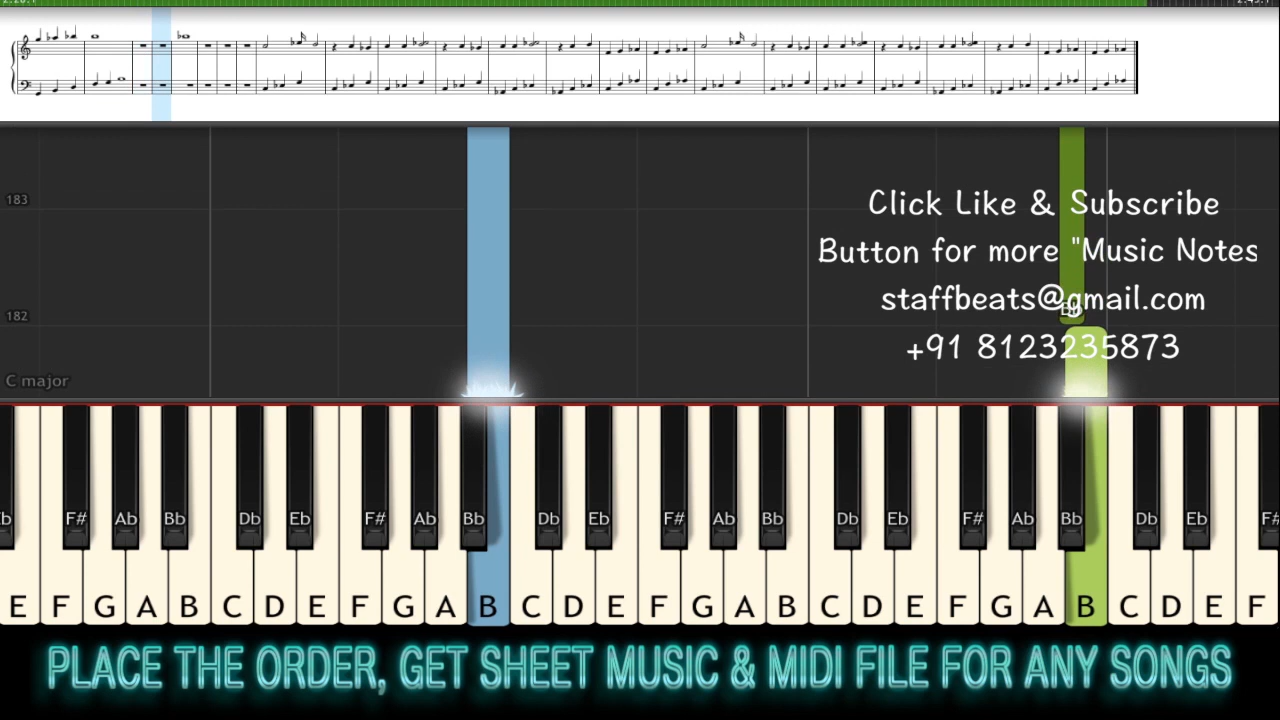 183
Click Like & Subscribe
Button for more "Music Notes
staffbeats@gmail.com
182
+91 8123235873
C major
Eb F# Ab Bb Db Eb F# Ab Bb Db Eb F# Ab Bb Db Eb F# Ab Bb Db Eb F#
E F G A B C D E F G A B C D E F G A B C D E F G A B C D E F
PLACE THE ORDER, GET SHEET MUSIC & MIDI FILE FOR ANY SONGS